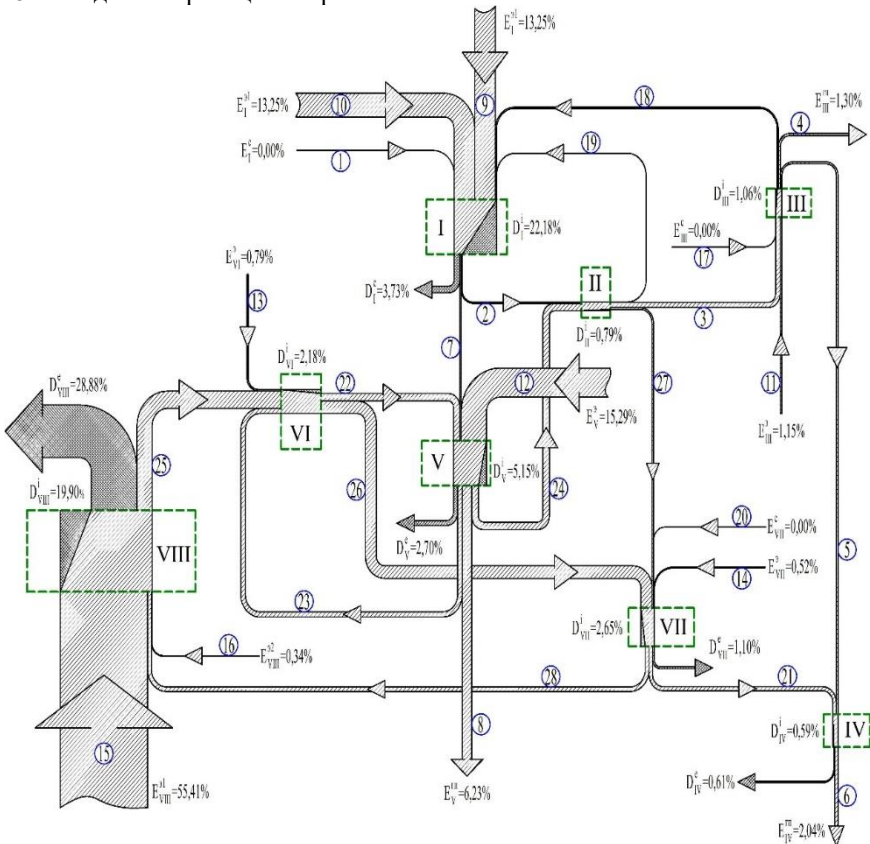 E_I^{э1}=13,25%
E_I^{э1}=13,25%
10
9
18
4
E_III^{m}=1,30%
E_I^{e}=0,00%
1
19
D_III^{i}=1,06%
III
I
D_I^{i}=22,18%
E_III^{e}=0,00%
17
E_VI^{э}=0,79%
13
D_I^{e}=3,73%
II
2
3
D_II^{i}=0,79%
7
D_VI^{i}=2,18%
D_VIII^{e}=28,88%
22
12
27
11
E_V^{э}=15,29%
E_III^{э}=1,15%
VI
25
V
D_V^{i}=5,15%
D_VIII^{i}=19,90%
26
24
VIII
D_V^{e}=2,70%
20
E_VII^{e}=0,00%
5
14
E_VII^{э}=0,52%
23
D_VII^{i}=2,65%
VII
16
E_VIII^{э2}=0,34%
D_VII^{e}=1,10%
28
21
8
15
D_IV^{i}=0,59%
IV
E_VIII^{э1}=55,41%
E_V^{m}=6,23%
D_IV^{e}=0,61%
6
E_IV^{m}=2,04%